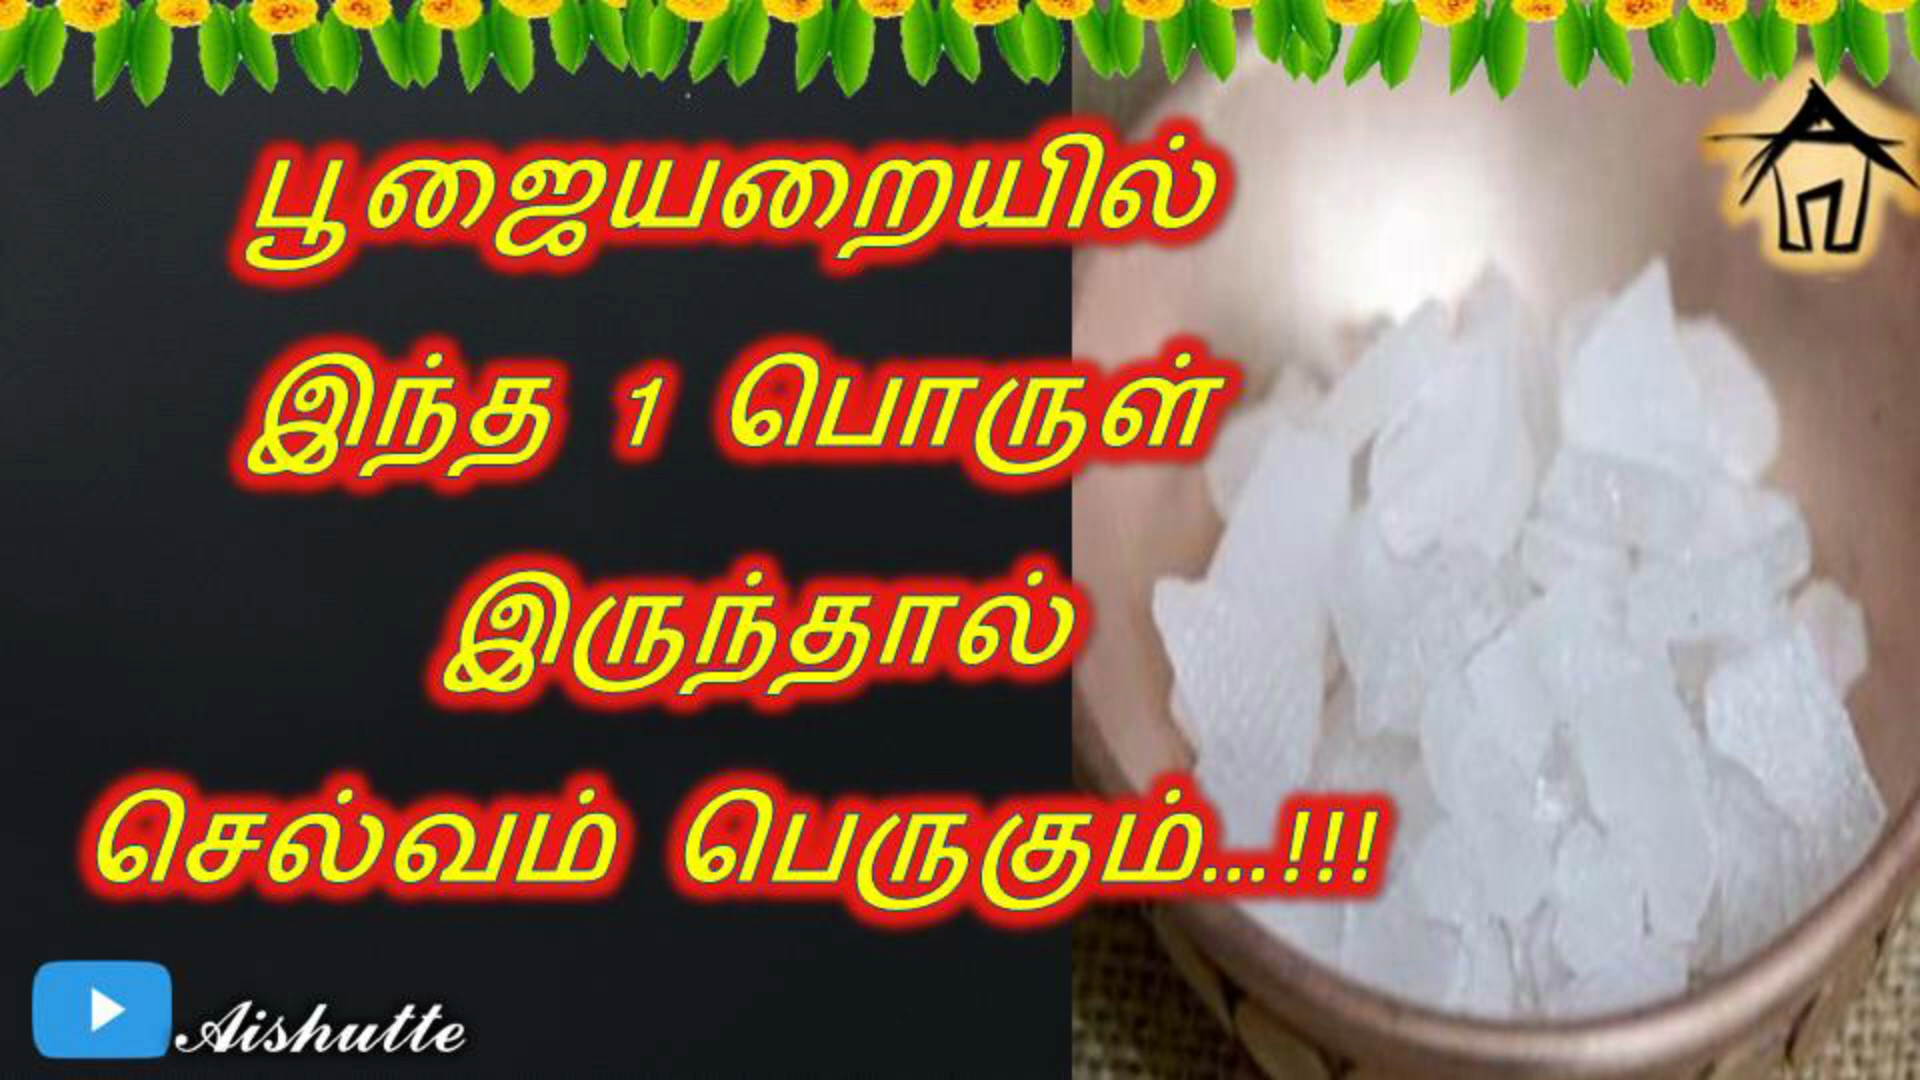 பூஜையறையில்
இந்த 1 பொருள்
இருந்தால்
செல்வம் பெருகும்...!!!
Aishutte